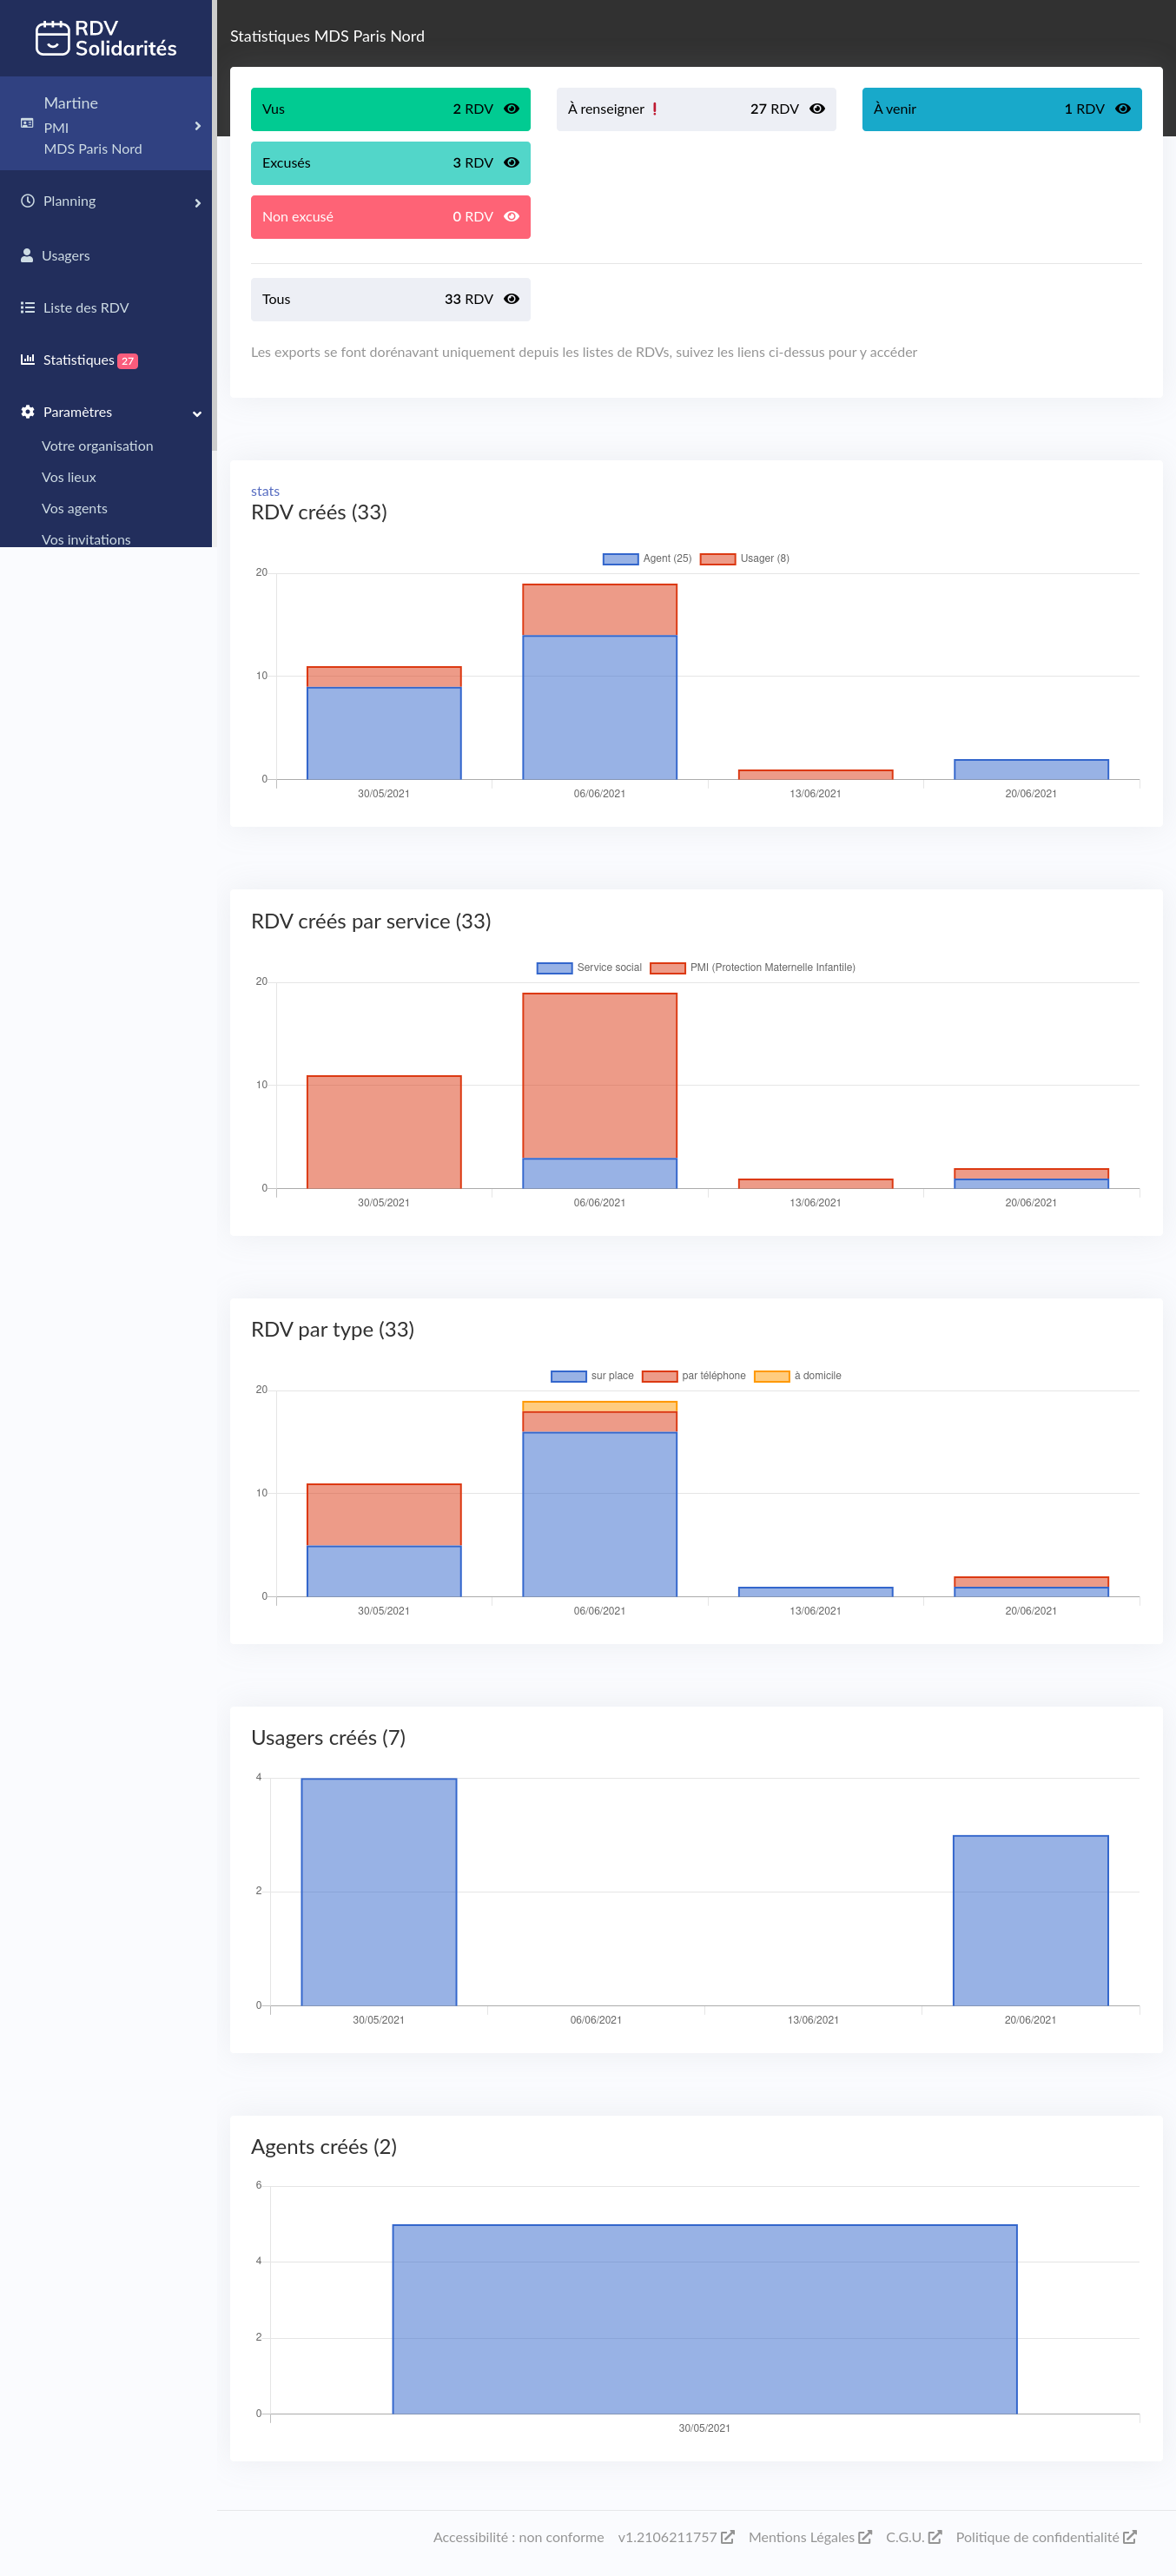 RDV
Solidarités
Martine
PMI
MDS Paris Nord
Planning
Usagers
Liste des RDV
Statistiques 27
Paramètres
Votre organisation
Vos lieux
Vos agents
Vos invitations
Statistiques MDS Paris Nord
Vus 2 RDV
À renseigner ! 27 RDV
À venir 1 RDV
Excusés 3 RDV
Non excusé 0 RDV
Tous 33 RDV
Les exports se font dorénavant uniquement depuis les listes de RDVs, suivez les liens ci-dessus pour y accéder
stats
RDV créés (33)
Agent (25) Usager (8)
20
10
0
30/05/2021 06/06/2021 13/06/2021 20/06/2021
RDV créés par service (33)
Service social PMI (Protection Maternelle Infantile)
20
10
0
30/05/2021 06/06/2021 13/06/2021 20/06/2021
RDV par type (33)
sur place par téléphone à domicile
20
10
0
30/05/2021 06/06/2021 13/06/2021 20/06/2021
Usagers créés (7)
4
2
0
30/05/2021 06/06/2021 13/06/2021 20/06/2021
Agents créés (2)
6
4
2
0
30/05/2021
Accessibilité : non conforme v1.2106211757 Mentions Légales C.G.U. Politique de confidentialité